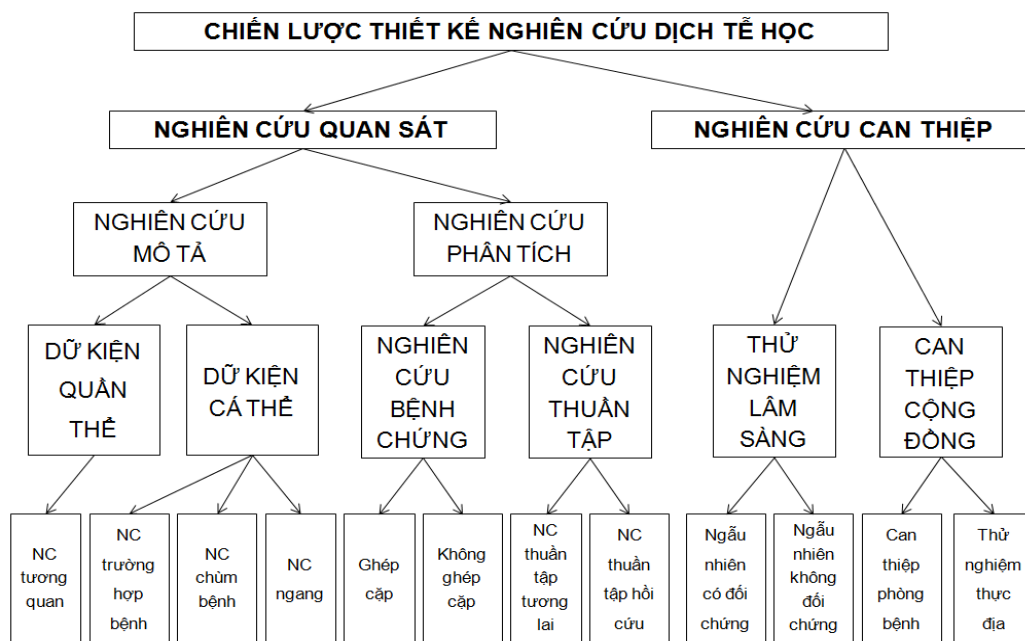 CHIẾN LƯỢC THIẾT KẾ NGHIÊN CỨU DỊCH TỄ HỌC
NGHIÊN CỨU QUAN SÁT
NGHIÊN CỨU CAN THIỆP
NGHIÊN CỨU
MÔ TẢ
NGHIÊN CỨU
PHÂN TÍCH
DỮ KIỆN
QUẦN
THỂ
DỮ KIỆN
CÁ THỂ
NGHIÊN
CỨU
BỆNH
CHỨNG
NGHIÊN
CỨU
THUẦN
TẬP
THỬ
NGHIỆM
LÂM
SÀNG
CAN
THIỆP
CỘNG
ĐỒNG
NC
tương
quan
NC
trường
hợp
bệnh
NC
chùm
bệnh
NC
ngang
Ghép
cặp
Không
ghép
cặp
NC
thuần
tập
tương
lai
NC
thuần
tập hồi
cứu
Ngẫu
nhiên
có đối
chứng
Ngẫu
nhiên
không
đối
chứng
Can
thiệp
phòng
bệnh
Thử
nghiệm
thực
địa